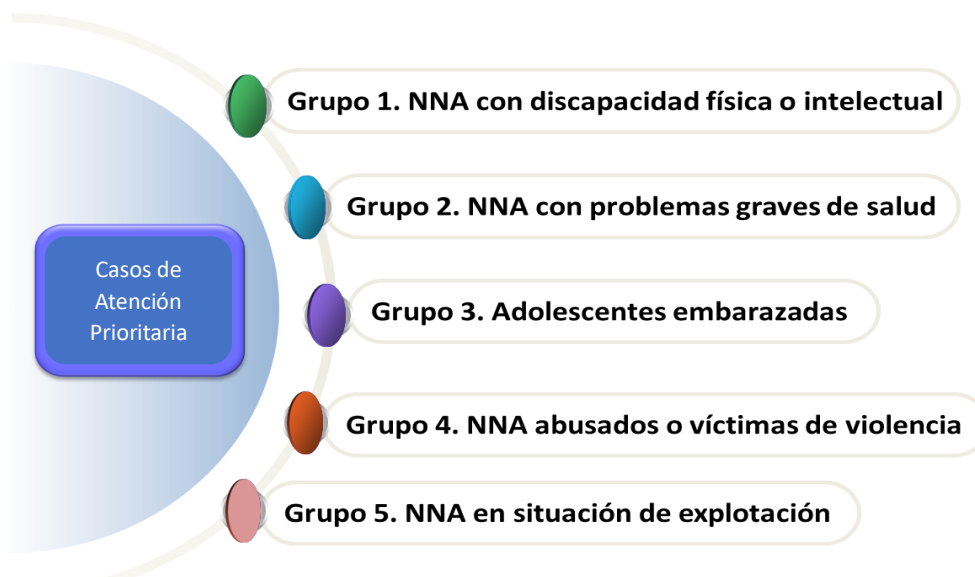 Casos de
Atención
Prioritaria
Grupo 1. NNA con discapacidad física o intelectual
Grupo 2. NNA con problemas graves de salud
Grupo 3. Adolescentes embarazadas
Grupo 4. NNA abusados o víctimas de violencia
Grupo 5. NNA en situación de explotación